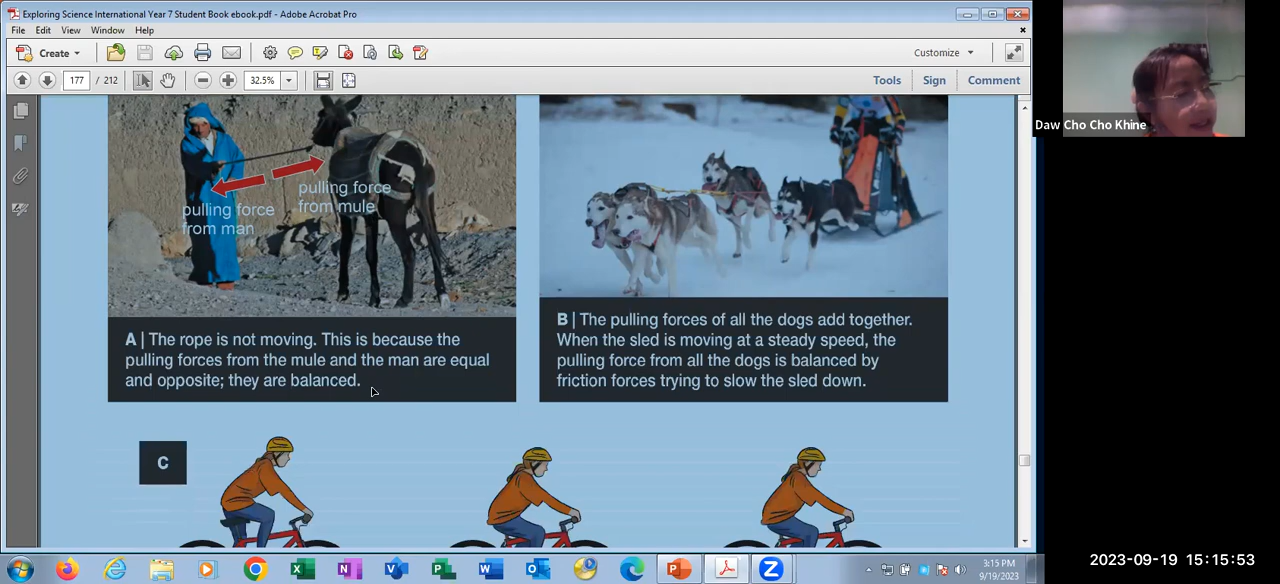 Exploring Science International Year 7 Student Book ebook.pdf - Adobe Acrobat Pro
File Edit View Window Help
Create
Customize
177 / 212
32.5%
Tools Sign Comment
Daw Cho Cho Khine
pulling force
from mule
pulling force
from man
A | The rope is not moving. This is because the
pulling forces from the mule and the man are equal
and opposite; they are balanced.
B | The pulling forces of all the dogs add together.
When the sled is moving at a steady speed, the
pulling force from all the dogs is balanced by
friction forces trying to slow the sled down.
C
3:15 PM
9/19/2023
2023-09-19 15:15:53